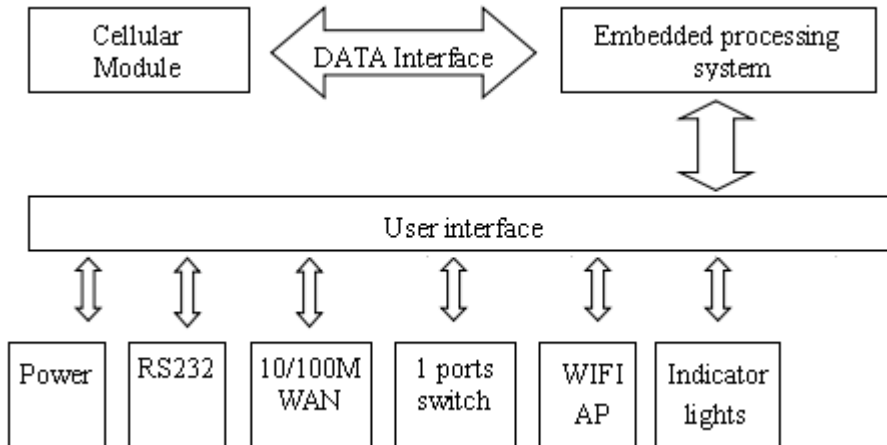 Cellular
Module
DATA Interface
Embedded processing
system
User interface
Power
RS232
10/100M
WAN
1 ports
switch
WIFI
AP
Indicator
lights